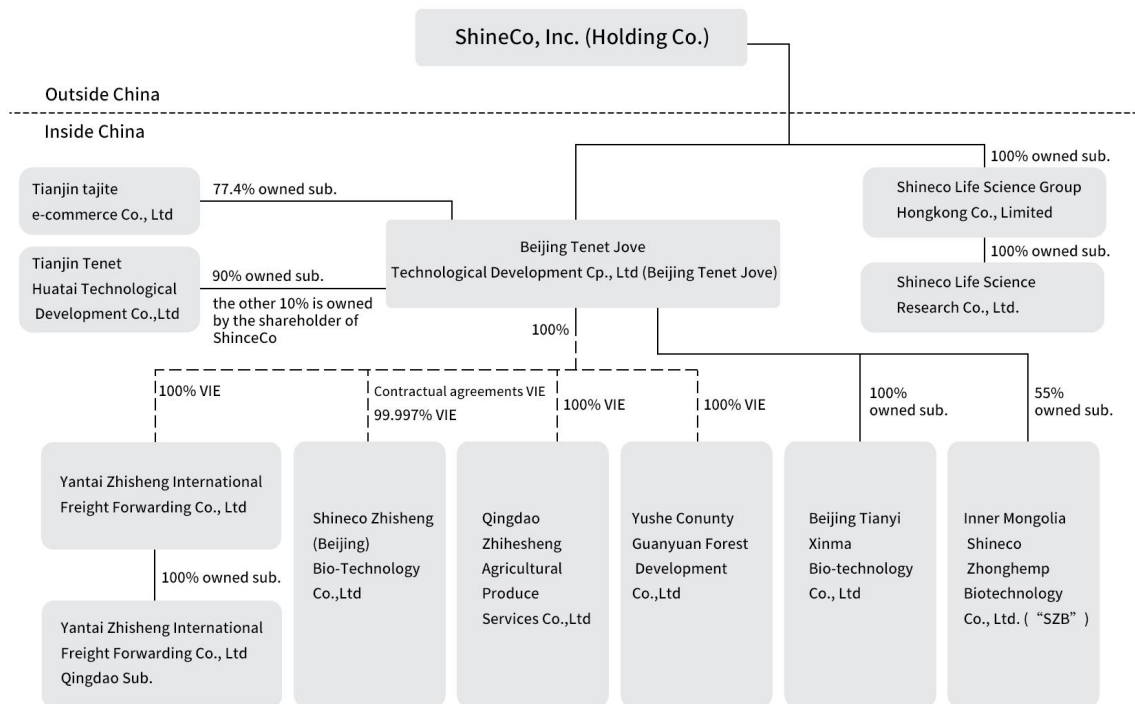 ShineCo, Inc. (Holding Co.)
Outside China
Inside China
100% owned sub.
Tianjin tajite
e-commerce Co., Ltd
77.4% owned sub.
Shineco Life Science Group
Hongkong Co., Limited
Beijing Tenet Jove
Technological Development Cp., Ltd (Beijing Tenet Jove)
100% owned sub.
Tianjin Tenet
Huatai Technological
Development Co.,Ltd
90% owned sub.
the other 10% is owned
by the shareholder of
ShinceCo
Shineco Life Science
Research Co., Ltd.
100%
100% VIE
Contractual agreements VIE
99.997% VIE
100% VIE
100% VIE
100%
owned sub.
55%
owned sub.
Yantai Zhisheng International
Freight Forwarding Co., Ltd
100% owned sub.
Yantai Zhisheng International
Freight Forwarding Co., Ltd
Qingdao Sub.
Shineco Zhisheng
(Beijing)
Bio-Technology
Co.,Ltd
Qingdao
Zhihesheng
Agricultural
Produce
Services Co.,Ltd
Yushe Conunty
Guanyuan Forest
Development
Co.,Ltd
Beijing Tianyi
Xinma
Bio-technology
Co., Ltd
Inner Mongolia
Shineco
Zhonghemp
Biotechnology
Co., Ltd. ( “SZB” )